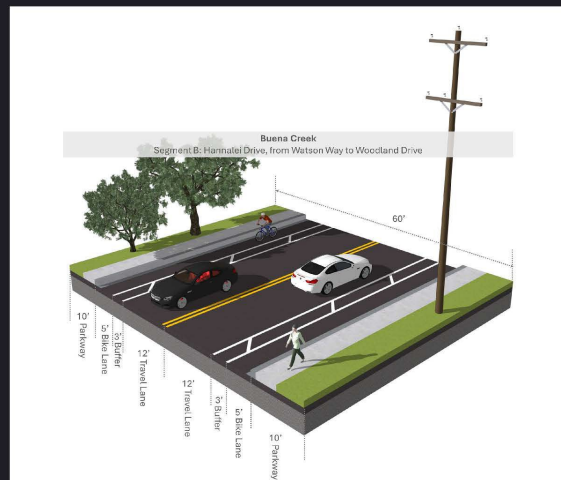 Buena Creek
Segment B: Hannalei Drive, from Watson Way to Woodland Drive
60'
10' Parkway
5' Bike Lane
3' Buffer
12' Travel Lane
12' Travel Lane
3' Buffer
5' Bike Lane
10' Parkway